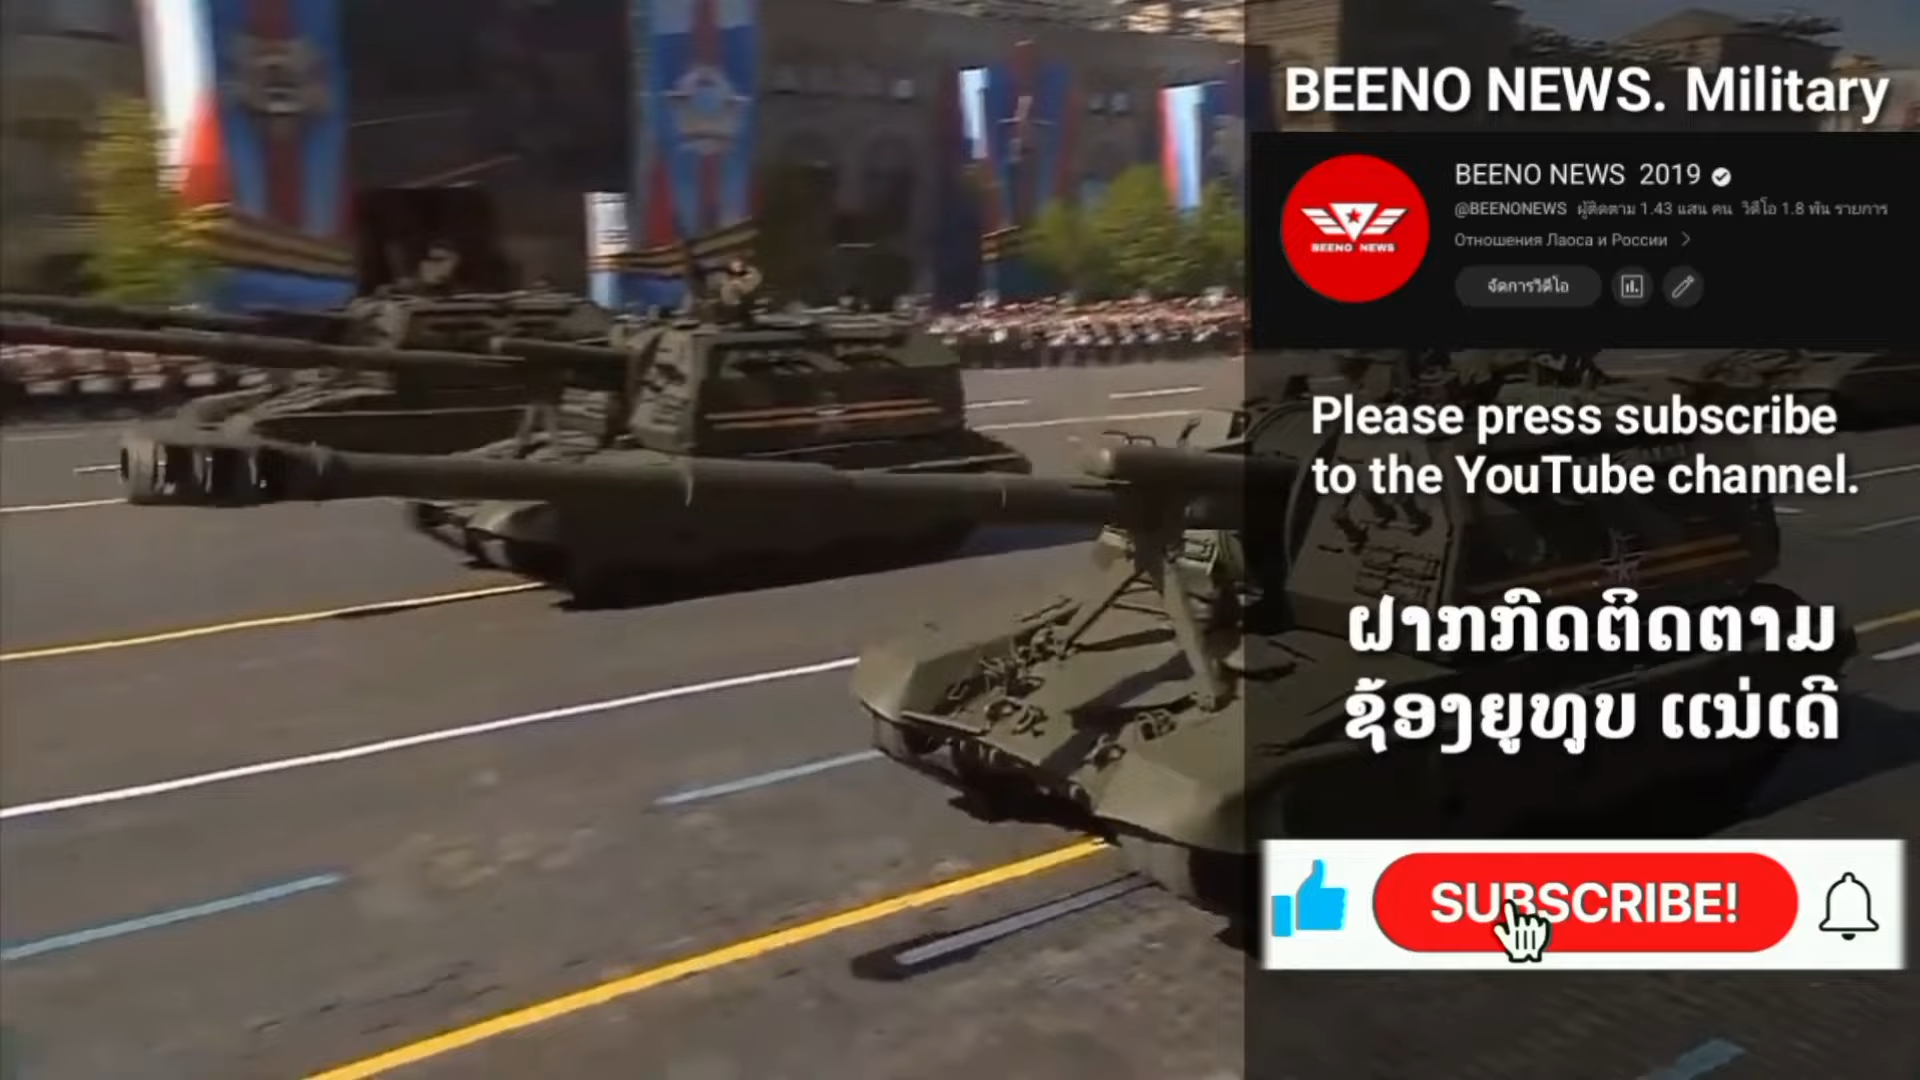 BEENO NEWS. Military
BEENO NEWS 2019
@BEENONEWS ผู้ติดตาม 1.43 แสน คน วิดีโอ 1.8 พัน รายการ
Отношения Лаоса и России
จัดการวิดีโอ
BEENO NEWS
Please press subscribe
to the YouTube channel.
ຝາກກົດຕິດຕາມ
ຊ້ອງຍູທູບ ແນ່ເດີ
SUBSCRIBE!